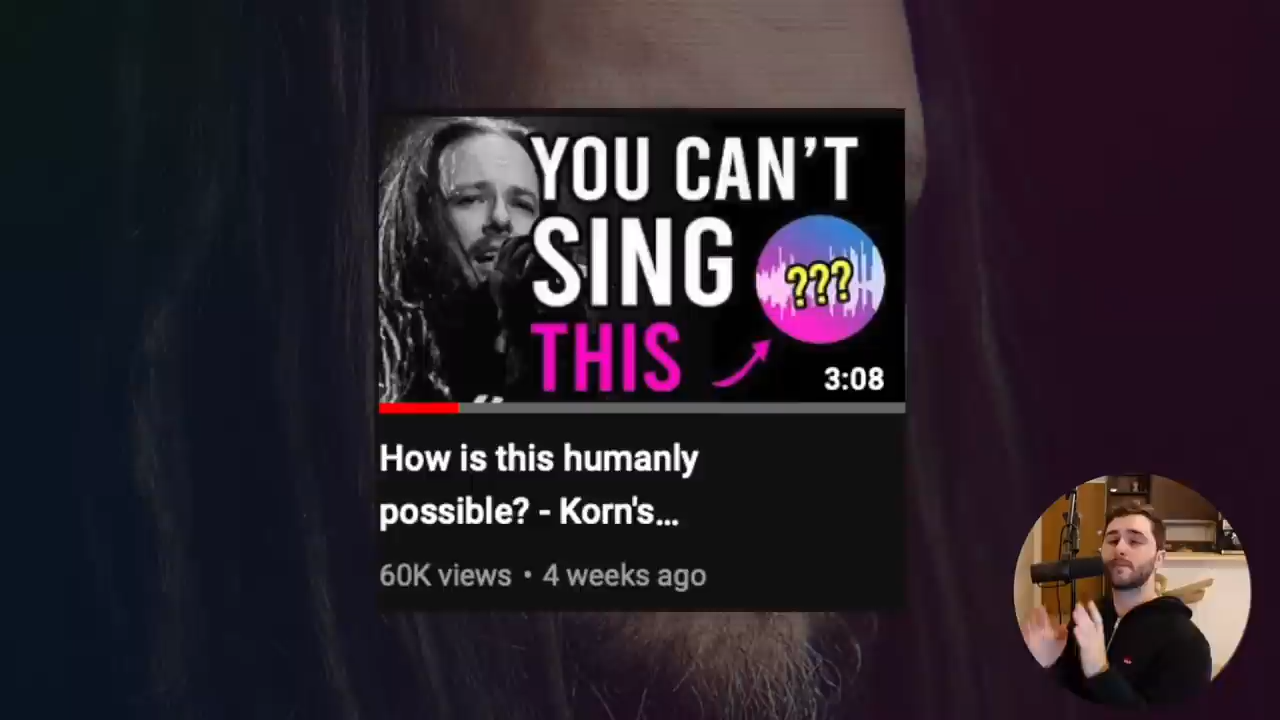 YOU CAN'T
SING
THIS
???
3:08
How is this humanly
possible? - Korn's...
60K views • 4 weeks ago